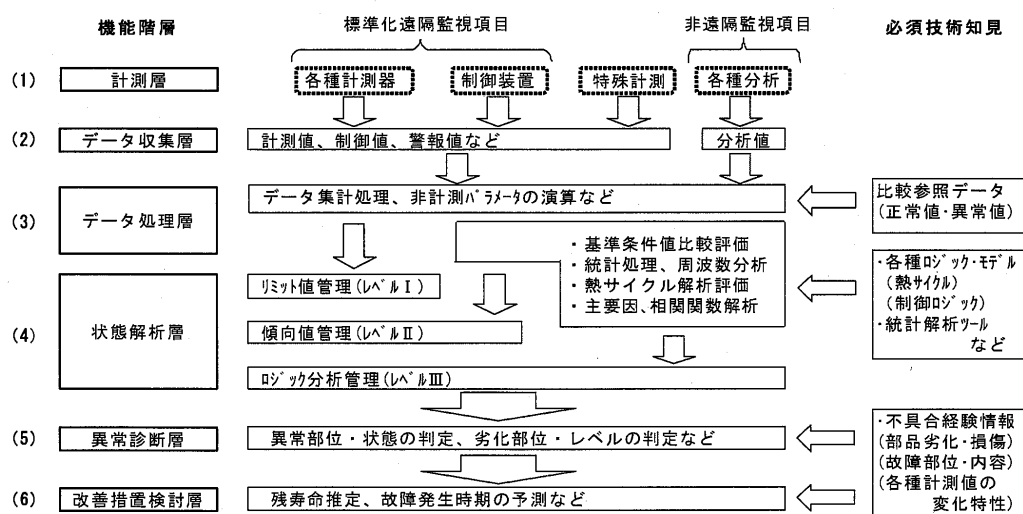 機能階層
標準化遠隔監視項目
非遠隔監視項目
必須技術知見
(1)
計測層
各種計測器
制御装置
特殊計測
各種分析
(2)
データ収集層
計測値、制御値、警報値など
分析値
(3)
データ処理層
データ集計処理、非計測ﾊﾟﾗﾒｰﾀの演算など
比較参照データ
(正常値・異常値)
・基準条件値比較評価
・統計処理、周波数分析
・熱サイクル解析評価
・主要因、相関関数解析
・各種ﾛｼﾞｯｸ・ﾓﾃﾞﾙ
(熱ｻｲｸﾙ)
(制御ﾛｼﾞｯｸ)
・統計解析ﾂｰﾙ
など
(4)
状態解析層
ﾘﾐｯﾄ値管理(ﾚﾍﾞﾙⅠ)
傾向値管理(ﾚﾍﾞﾙⅡ)
ﾛｼﾞｯｸ分析管理(ﾚﾍﾞﾙⅢ)
(5)
異常診断層
異常部位・状態の判定、劣化部位・レベルの判定など
・不具合経験情報
(部品劣化・損傷)
(故障部位・内容)
(各種計測値の
変化特性)
(6)
改善措置検討層
残寿命推定、故障発生時期の予測など